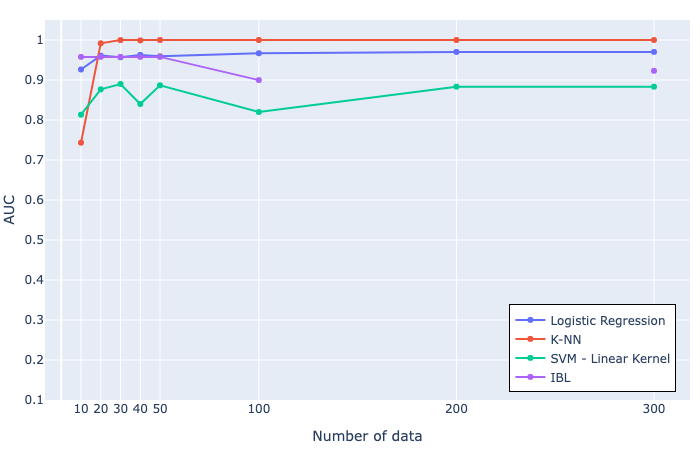 1
0.9
0.8
0.7
0.6
0.5
0.4
0.3
0.2
0.1
AUC
10 20 30 40 50 100 200 300
Number of data
Logistic Regression
K-NN
SVM - Linear Kernel
IBL